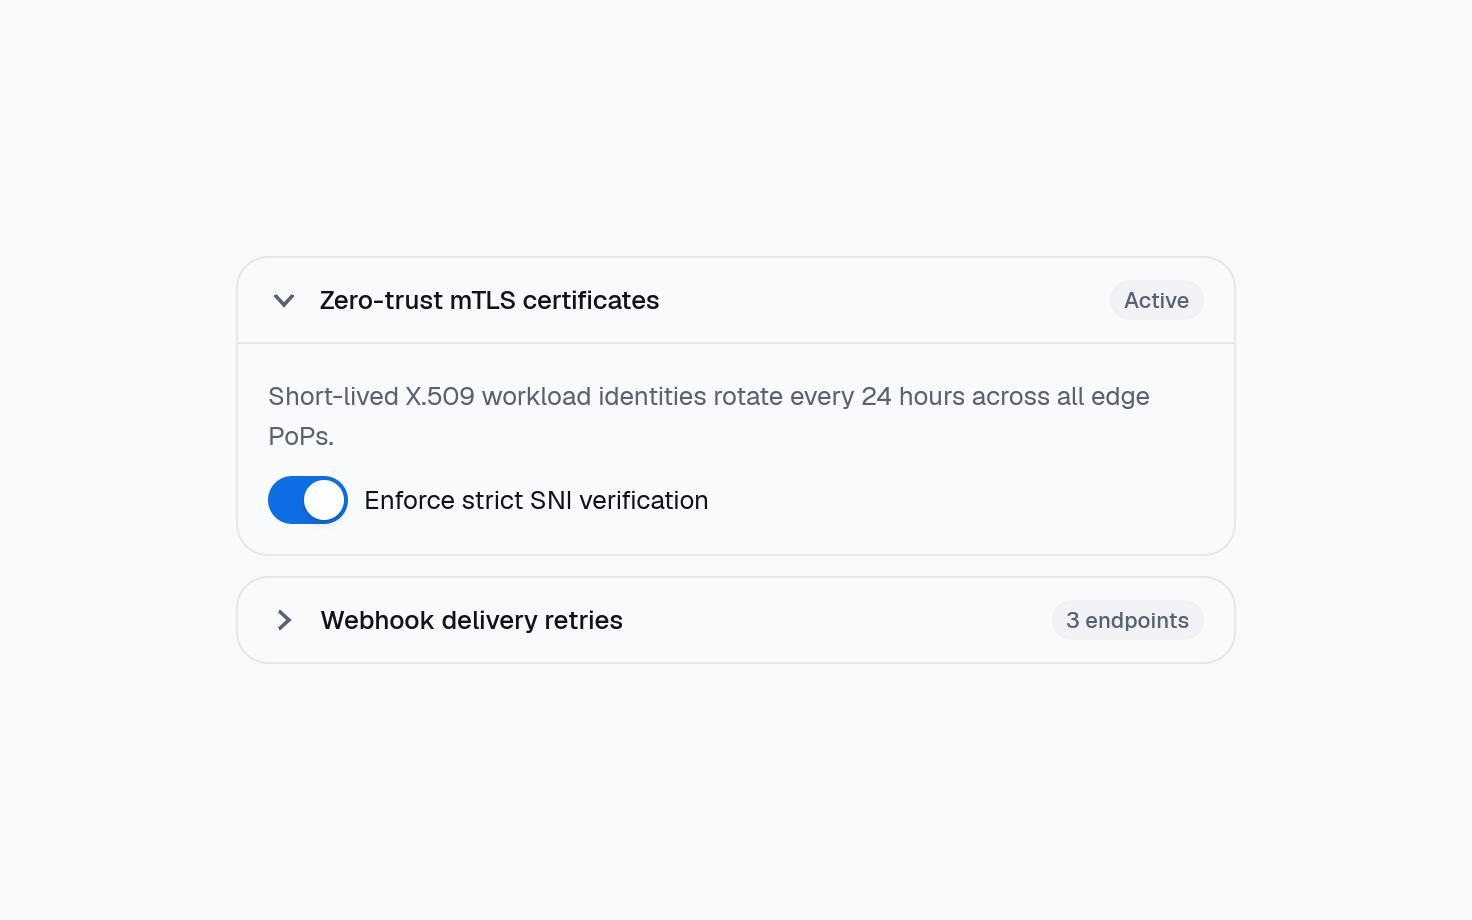 Zero-trust mTLS certificates
Active
Short-lived X.509 workload identities rotate every 24 hours across all edge
PoPs.
Enforce strict SNI verification
Webhook delivery retries
3 endpoints